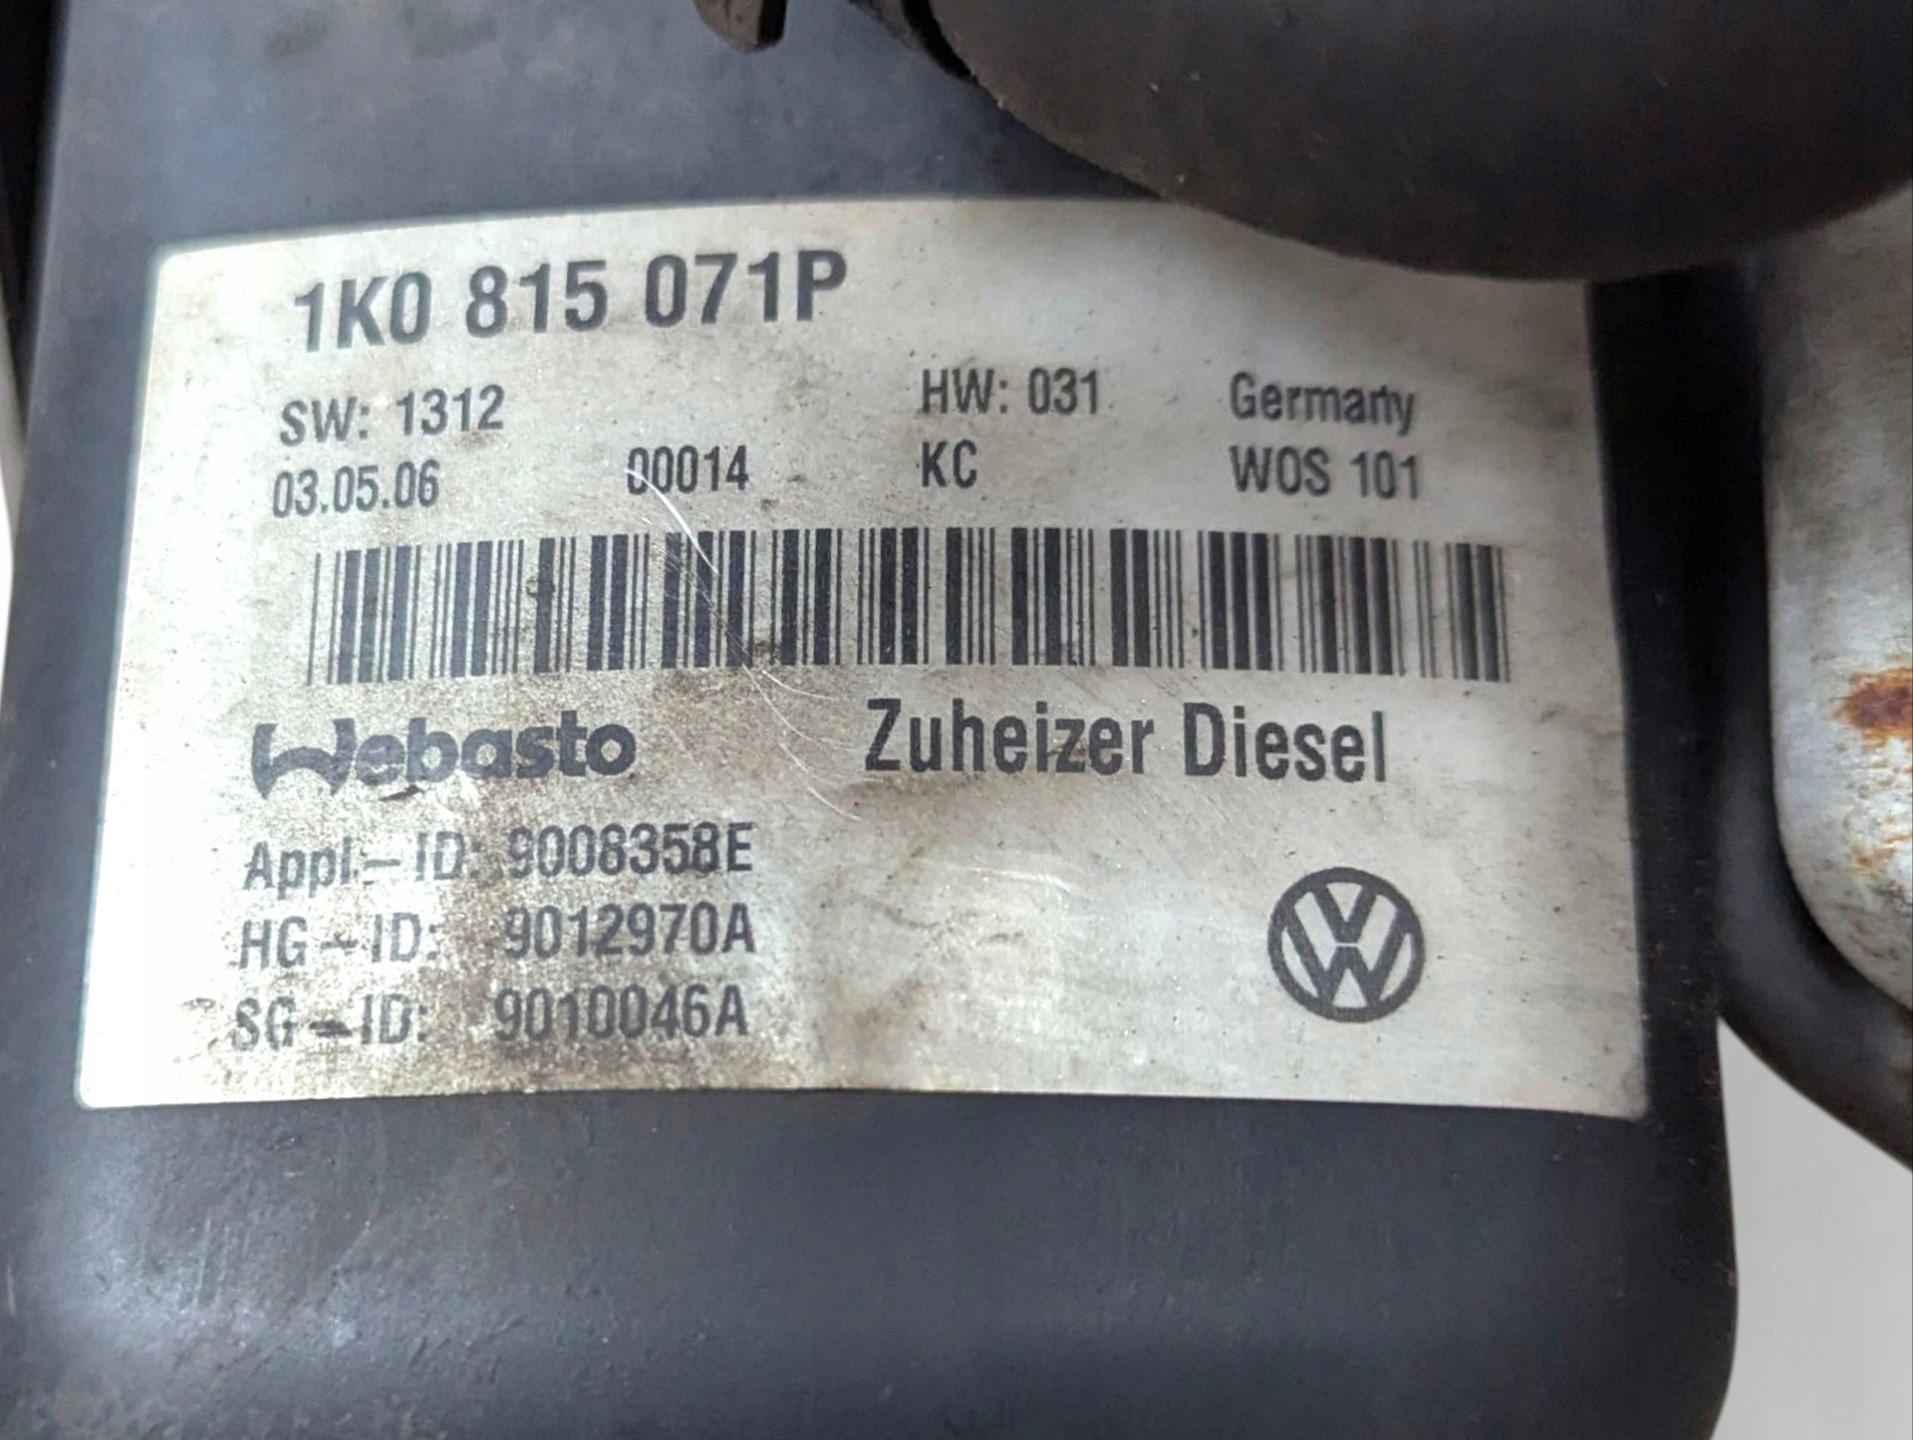 1K0 815 071P
SW: 1312 HW: 031 Germany
03.05.06 00014 KC WOS 101
Webasto Zuheizer Diesel
Appl-ID: 9008358E
HG-ID: 9012970A
SG-ID: 9010046A
VW